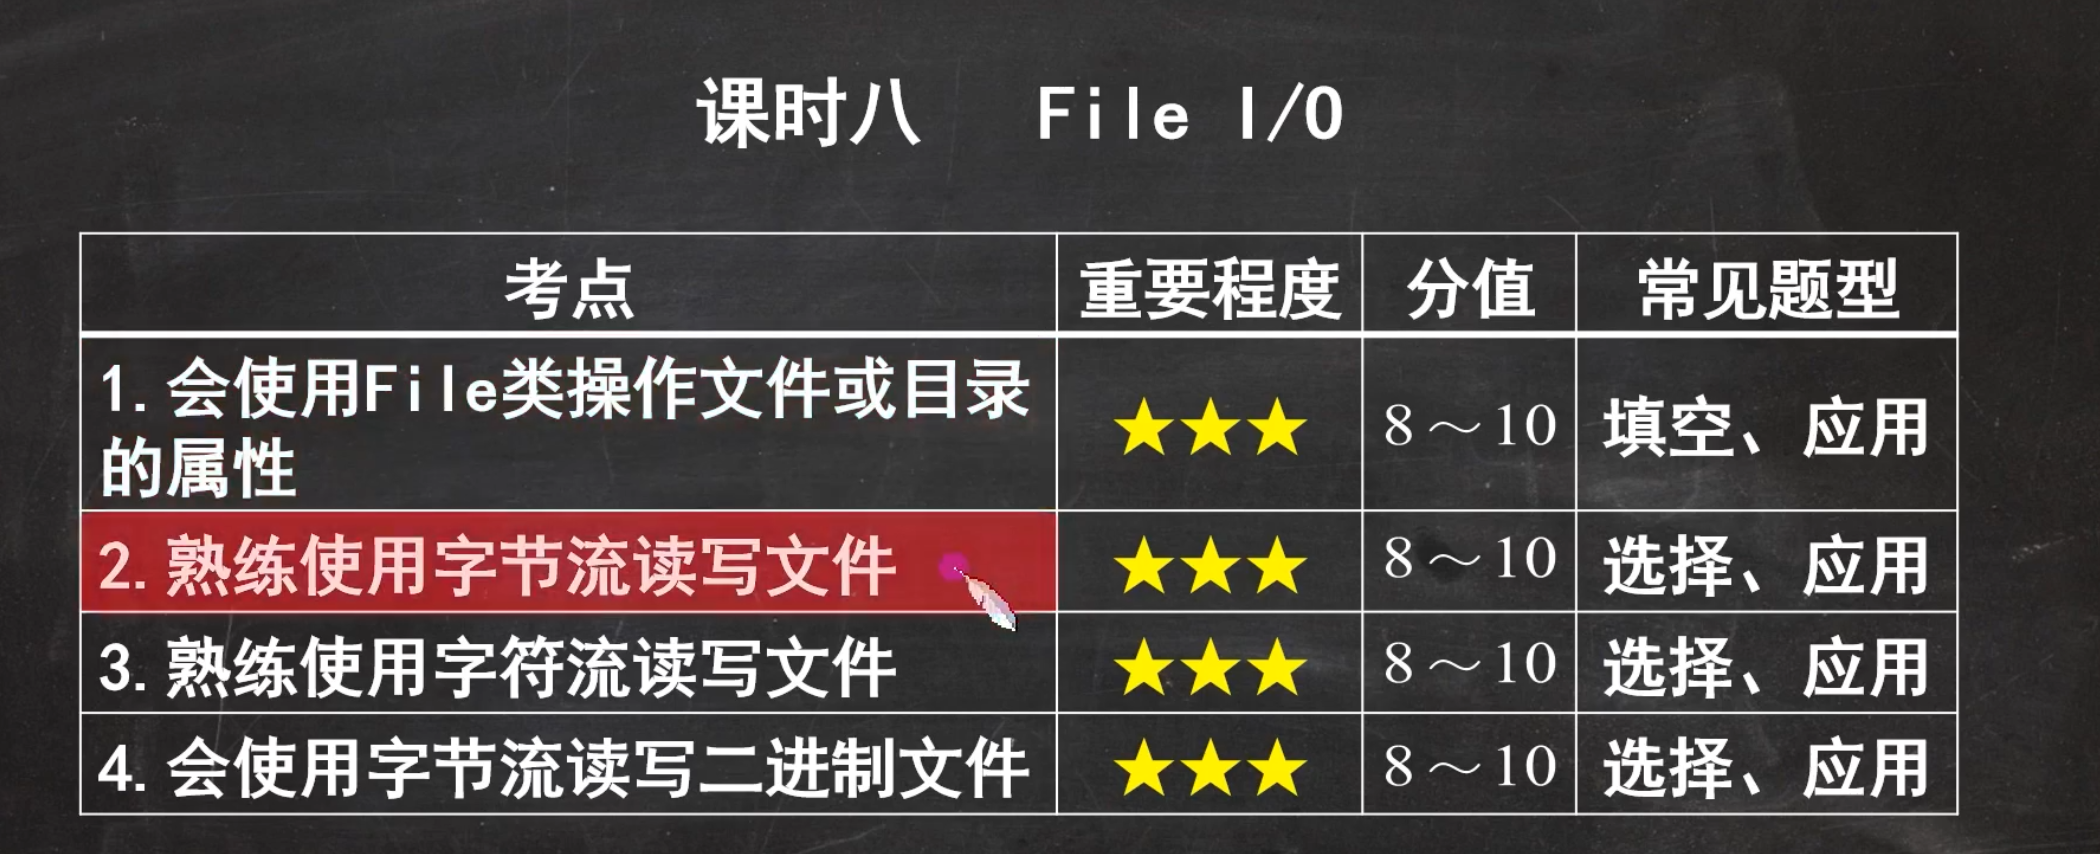 课时八 File I/O
考点 重要程度 分值 常见题型
1.会使用File类操作文件或目录
的属性 ★★★ 8～10 填空、应用
2.熟练使用字节流读写文件 ★★★ 8～10 选择、应用
3.熟练使用字符流读写文件 ★★★ 8～10 选择、应用
4.会使用字节流读写二进制文件 ★★★ 8～10 选择、应用